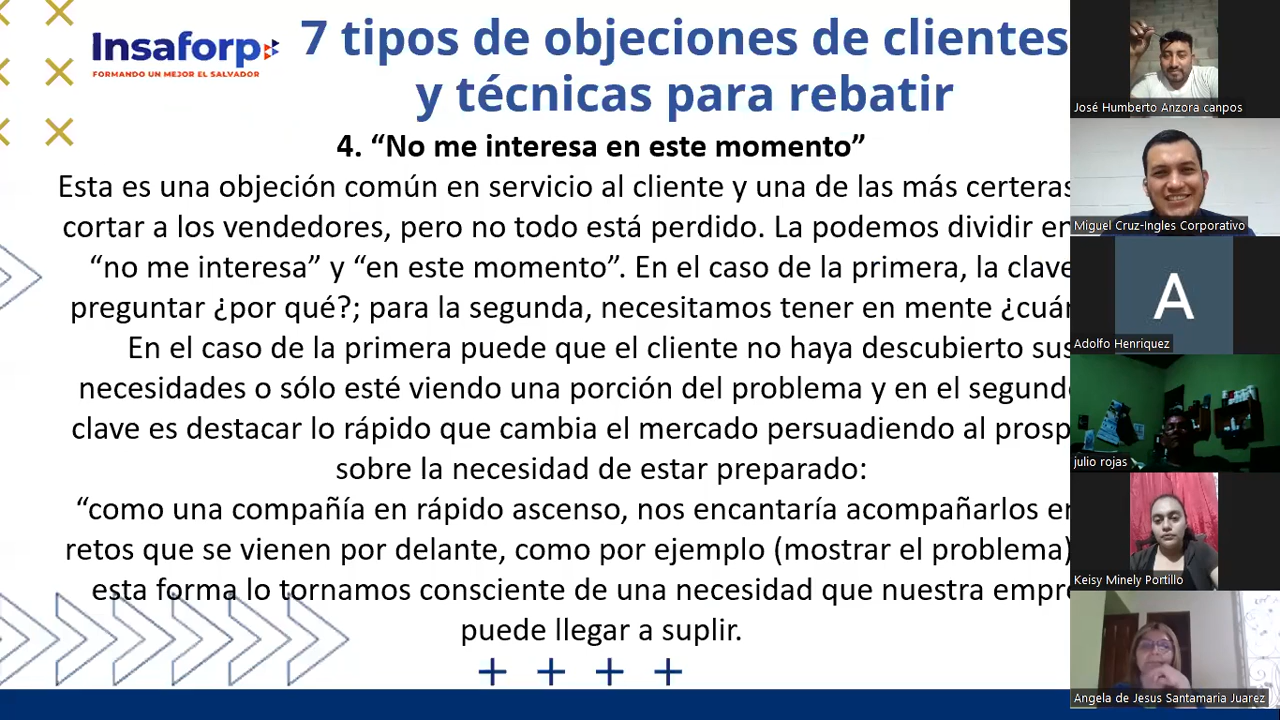 Insaforp
FORMANDO UN MEJOR EL SALVADOR
7 tipos de objeciones de clientes
y técnicas para rebatir
4. “No me interesa en este momento”
Esta es una objeción común en servicio al cliente y una de las más certeras
cortar a los vendedores, pero no todo está perdido. La podemos dividir en
“no me interesa” y “en este momento”. En el caso de la primera, la clave
preguntar ¿por qué?; para la segunda, necesitamos tener en mente
En el caso de la primera puede que el cliente no haya descubierto sus
necesidades o sólo esté viendo una porción del problema y en el segundo
clave es destacar lo rápido que cambia el mercado persuadiendo al
sobre la necesidad de estar preparado:
“como una compañía en rápido ascenso, nos encantaría acompañarlos en
retos que se vienen por delante, como por ejemplo (mostrar el problema)
esta forma lo tornamos consciente de una necesidad que nuestra
puede llegar a suplir.
José Humberto Anzora canpos
Miguel Cruz-Ingles Corporativo
A
Adolfo Henriquez
julio rojas
Keisy Minely Portillo
Angela de Jesus Santamaria Juarez